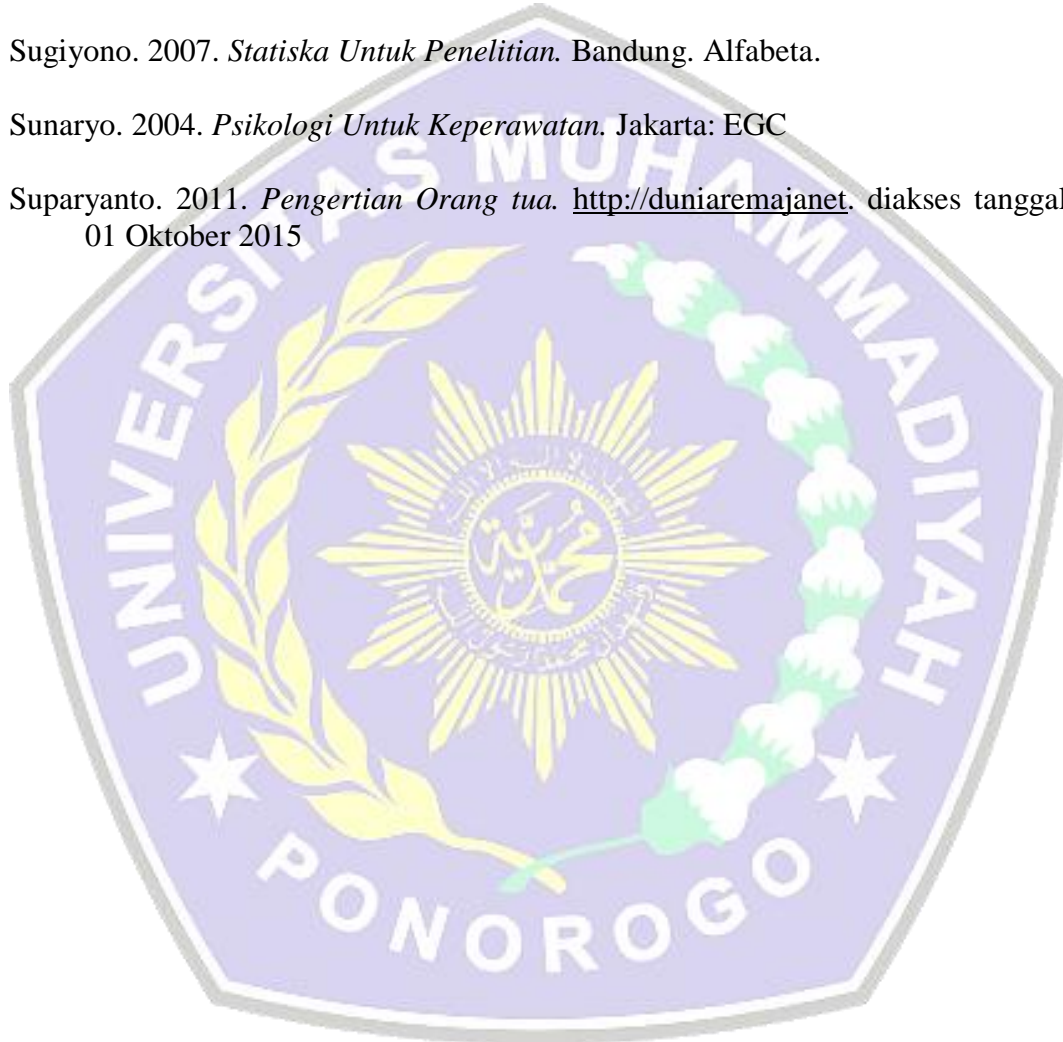 Sugiyono. 2007. Statiska Untuk Penelitian. Bandung. Alfabeta.
Sunaryo. 2004. Psikologi Untuk Keperawatan. Jakarta: EGC
Suparyanto. 2011. Pengertian Orang tua. http://duniaremajanet. diakses tanggal
01 Oktober 2015
UNIVERSITAS MUHAMMADIYAH
PONOROGO